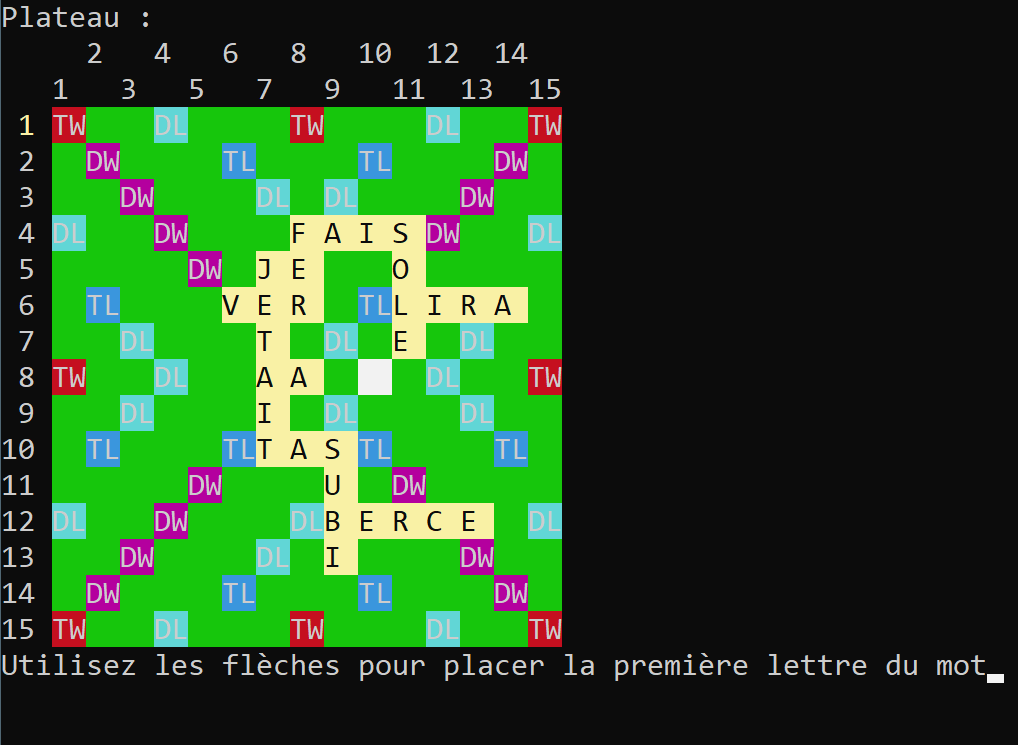 Plateau :
2 4 6 8 10 12 14
1 3 5 7 9 11 13 15
1 TW DL TW DL TW
2 DW TL TL DW
3 DW DL DL DW
4 DL DW F A I S DW DL
5 DW J E O
6 TL V E R TL L I R A
7 DL T DL E DL
8 TW DL A A DL TW
9 DL I DL DL
10 TL TL T A S TL TL
11 DW U DW
12 DL DW DL B E R C E DL
13 DW DL I DW
14 DW TL TL DW
15 TW DL TW DL TW
Utilisez les flèches pour placer la première lettre du mot